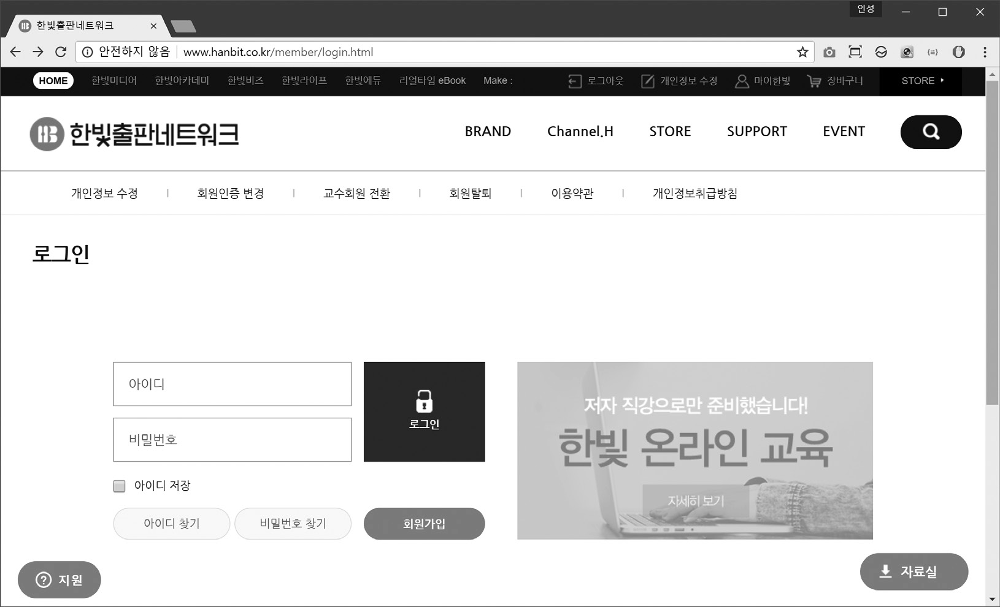 인성
한빛출판네트워크
안전하지 않음 www.hanbit.co.kr/member/login.html
HOME 한빛미디어 한빛아카데미 한빛비즈 한빛라이프 한빛에듀 리얼타임 eBook Make : 로그아웃 개인정보 수정 마이한빛 장바구니 STORE
한빛출판네트워크 BRAND Channel.H STORE SUPPORT EVENT
개인정보 수정 회원인증 변경 교수회원 전환 회원탈퇴 이용약관 개인정보취급방침
로그인
아이디
비밀번호
로그인
아이디 저장
아이디 찾기 비밀번호 찾기 회원가입
저자 직강으로만 준비했습니다!
한빛 온라인 교육
자세히 보기
지원
자료실